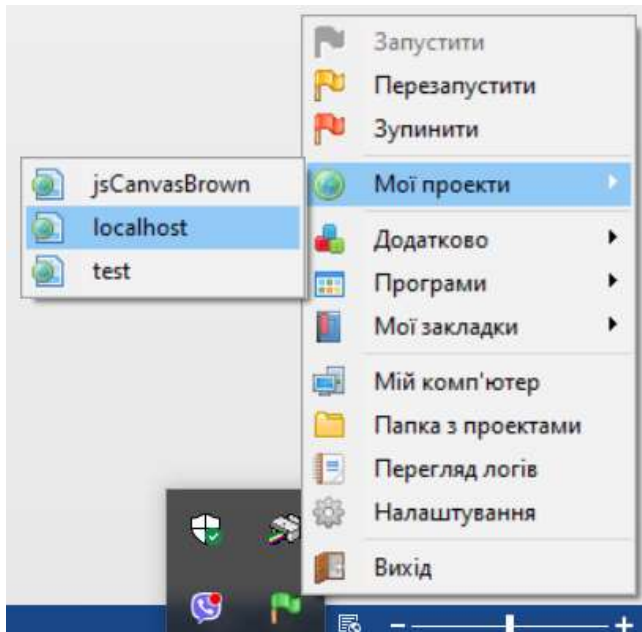 Запустити
Перезапустити
Зупинити
Мої проекти
jsCanvasBrown
localhost
test
Додатково
Програми
Мої закладки
Мій комп'ютер
Папка з проектами
Перегляд логів
Налаштування
Вихід